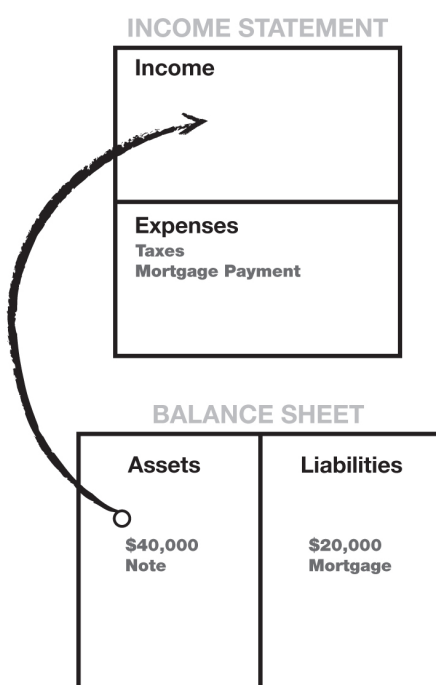 INCOME STATEMENT
Income
Expenses
Taxes
Mortgage Payment
BALANCE SHEET
Assets
Liabilities
$40,000
Note
$20,000
Mortgage